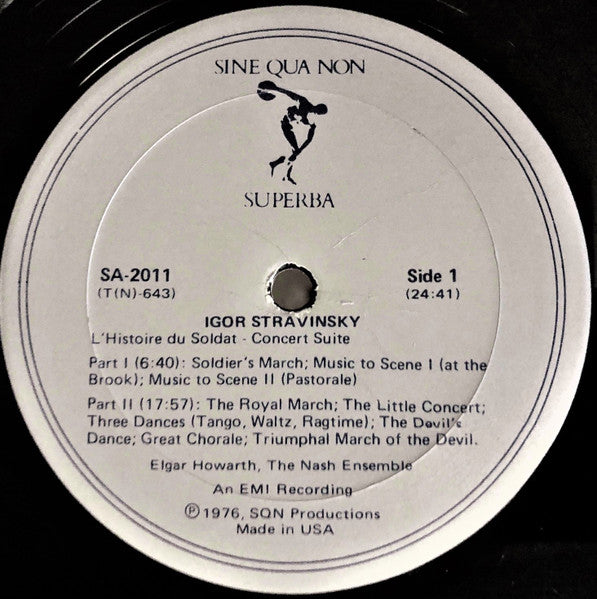 SINE QUA NON
SUPERBA
SA-2011
(T(N)-643)
Side 1
(24:41)
IGOR STRAVINSKY
L'Histoire du Soldat - Concert Suite
Part I (6:40): Soldier's March; Music to Scene I (at the
Brook); Music to Scene II (Pastorale)
Part II (17:57): The Royal March; The Little Concert;
Three Dances (Tango, Waltz, Ragtime); The Devil's
Dance; Great Chorale; Triumphal March of the Devil.
Elgar Howarth, The Nash Ensemble
An EMI Recording
Ⓟ1976, SQN Productions
Made in USA